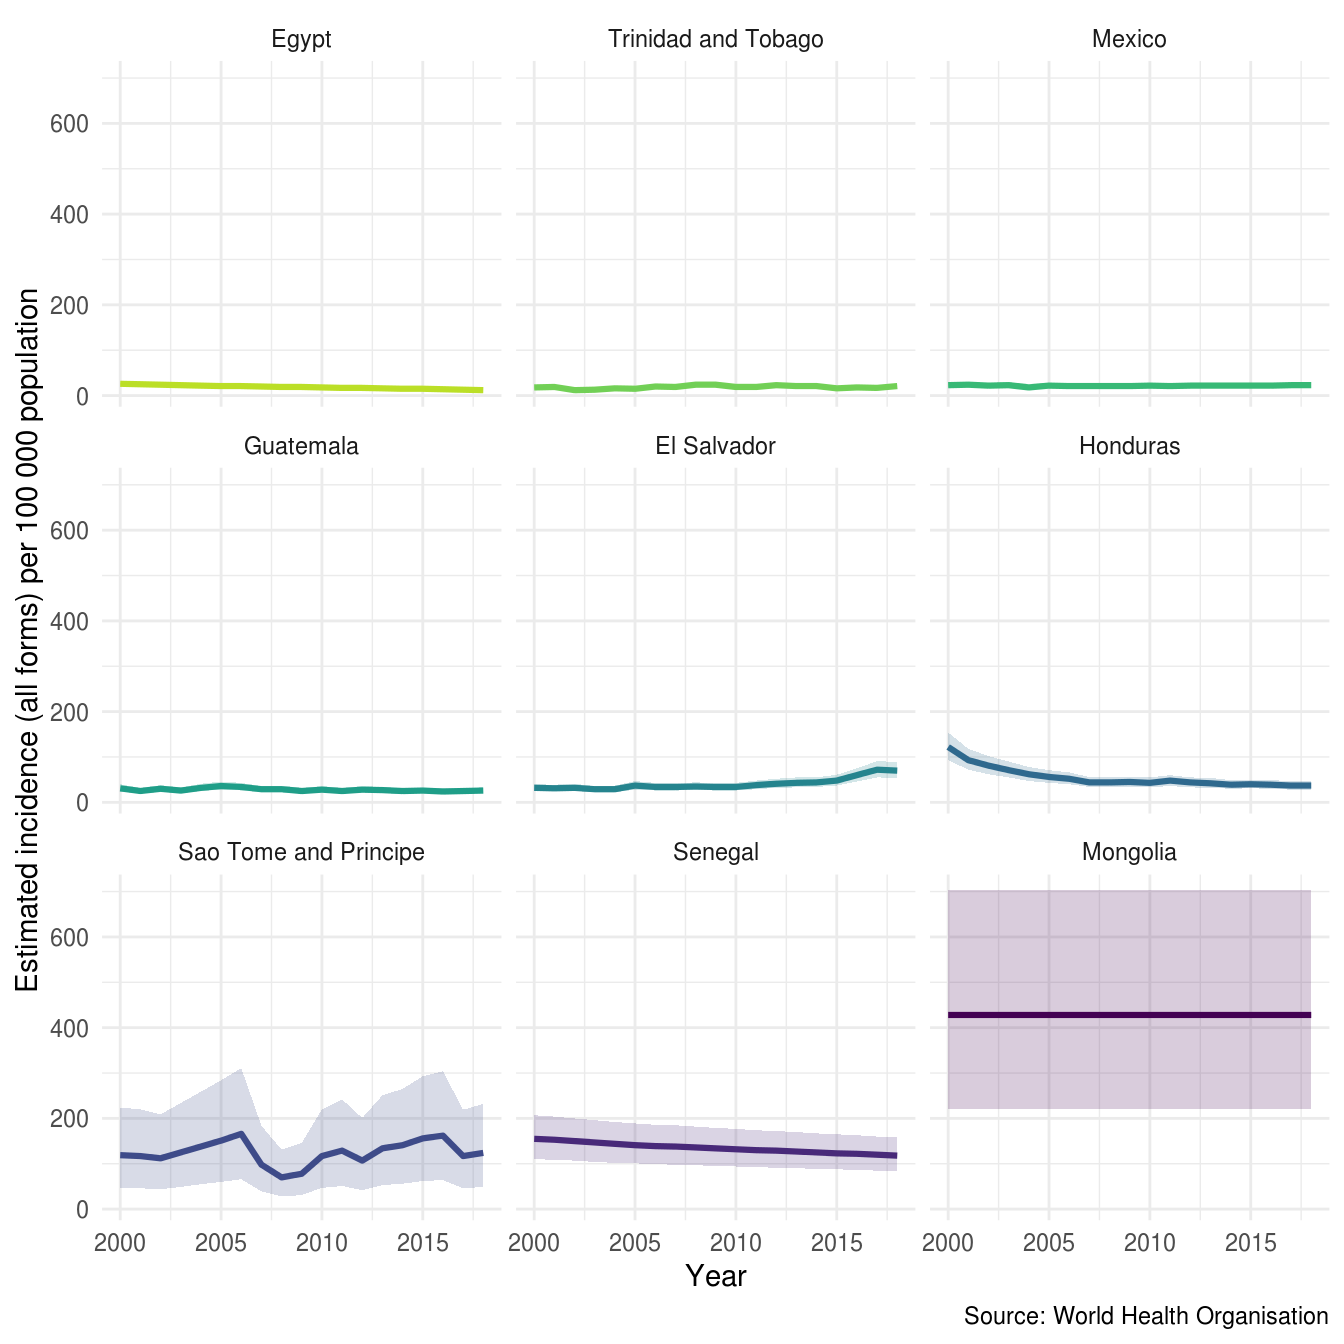 Egypt
Trinidad and Tobago
Mexico
600
400
200
0
Guatemala
El Salvador
Honduras
600
400
200
0
Sao Tome and Principe
Senegal
Mongolia
600
400
200
0
2000 2005 2010 2015
2000 2005 2010 2015
2000 2005 2010 2015
Estimated incidence (all forms) per 100 000 population
Year
Source: World Health Organisation